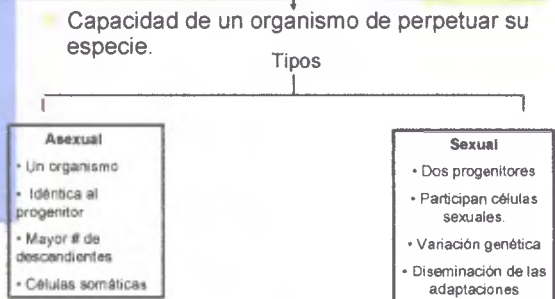 Capacidad de un organismo de perpetuar su
especie.
Tipos
Asexual
• Un organismo
• Idéntica al
progenitor
• Mayor # de
descendientes
• Células somáticas
Sexual
• Dos progenitores
• Participan células
sexuales.
• Variación genética
• Diseminación de las
adaptaciones